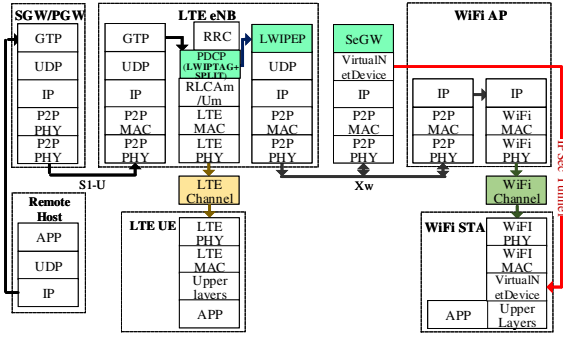 SGW/PGW
GTP
UDP
IP
P2P
PHY
P2P
PHY
S1-U
Remote
Host
APP
UDP
IP
LTE eNB
GTP
UDP
IP
P2P
MAC
P2P
PHY
RRC
PDCP
(LWIPTAG+
SPLIT)
RLCAm
/Um
LTE
MAC
LTE
PHY
LWIPEP
UDP
IP
P2P
MAC
P2P
PHY
LTE
Channel
LTE UE
LTE
PHY
LTE
MAC
Upper
layers
APP
SeGW
VirtualN
etDevice
IP
P2P
MAC
P2P
PHY
Xw
WiFi AP
IP
P2P
MAC
P2P
PHY
IP
WiFi
MAC
WiFi
PHY
WiFi
Channel
IPSec Tunnel
WiFi STA
WiFI
PHY
WiFI
MAC
VirtualN
etDevice
APP
Upper
Layers